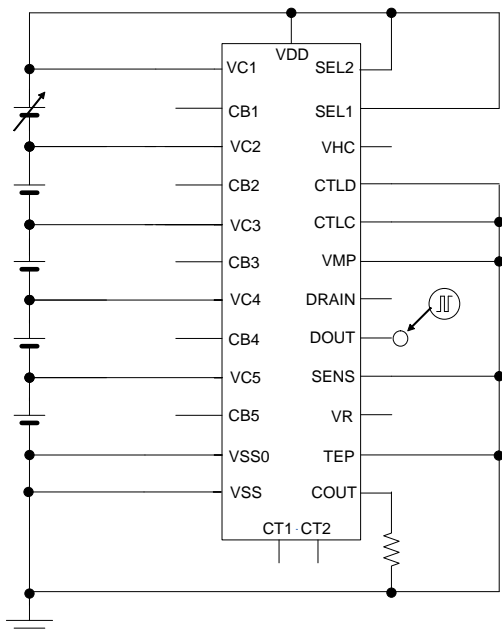 VDD
VC1 SEL2
CB1 SEL1
VC2 VHC
CB2 CTLD
VC3 CTLC
CB3 VMP
VC4 DRAIN
CB4 DOUT
VC5 SENS
CB5 VR
VSS0 TEP
VSS COUT
CT1 CT2